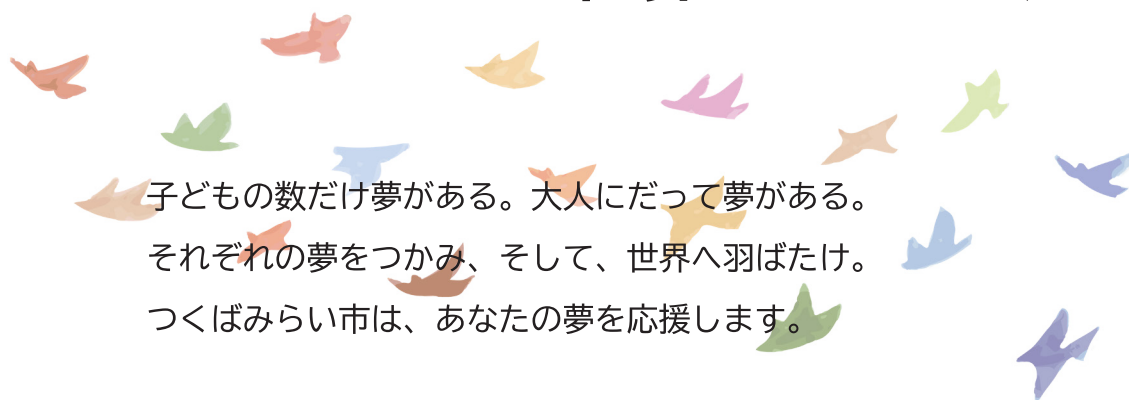 子どもの数だけ夢がある。大人にだって夢がある。
それぞれの夢をつかみ、そして、世界へ羽ばたけ。
つくばみらい市は、あなたの夢を応援します。